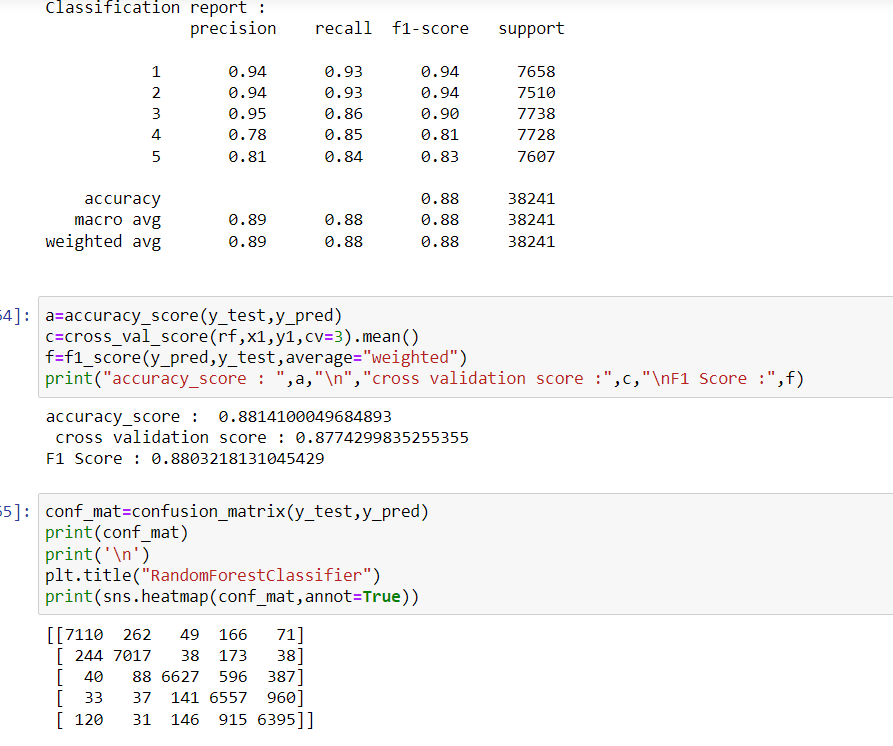 Classification report :
precision recall f1-score support
1 0.94 0.93 0.94 7658
2 0.94 0.93 0.94 7510
3 0.95 0.86 0.90 7738
4 0.78 0.85 0.81 7728
5 0.81 0.84 0.83 7607
accuracy 0.88 38241
macro avg 0.89 0.88 0.88 38241
weighted avg 0.89 0.88 0.88 38241
4]: a=accuracy_score(y_test,y_pred)
c=cross_val_score(rf,x1,y1,cv=3).mean()
f=f1_score(y_pred,y_test,average="weighted")
print("accuracy_score : ",a,"\n","cross validation score :",c,"\nF1 Score :",f)
accuracy_score :  0.8814100049684893
cross validation score : 0.8774299835255355
F1 Score : 0.8803218131045429
5]: conf_mat=confusion_matrix(y_test,y_pred)
print(conf_mat)
print('\n')
plt.title("RandomForestClassifier")
print(sns.heatmap(conf_mat,annot=True))
[[7110 262 49 166 71]
[ 244 7017 38 173 38]
[ 40 88 6627 596 387]
[ 33 37 141 6557 960]
[ 120 31 146 915 6395]]